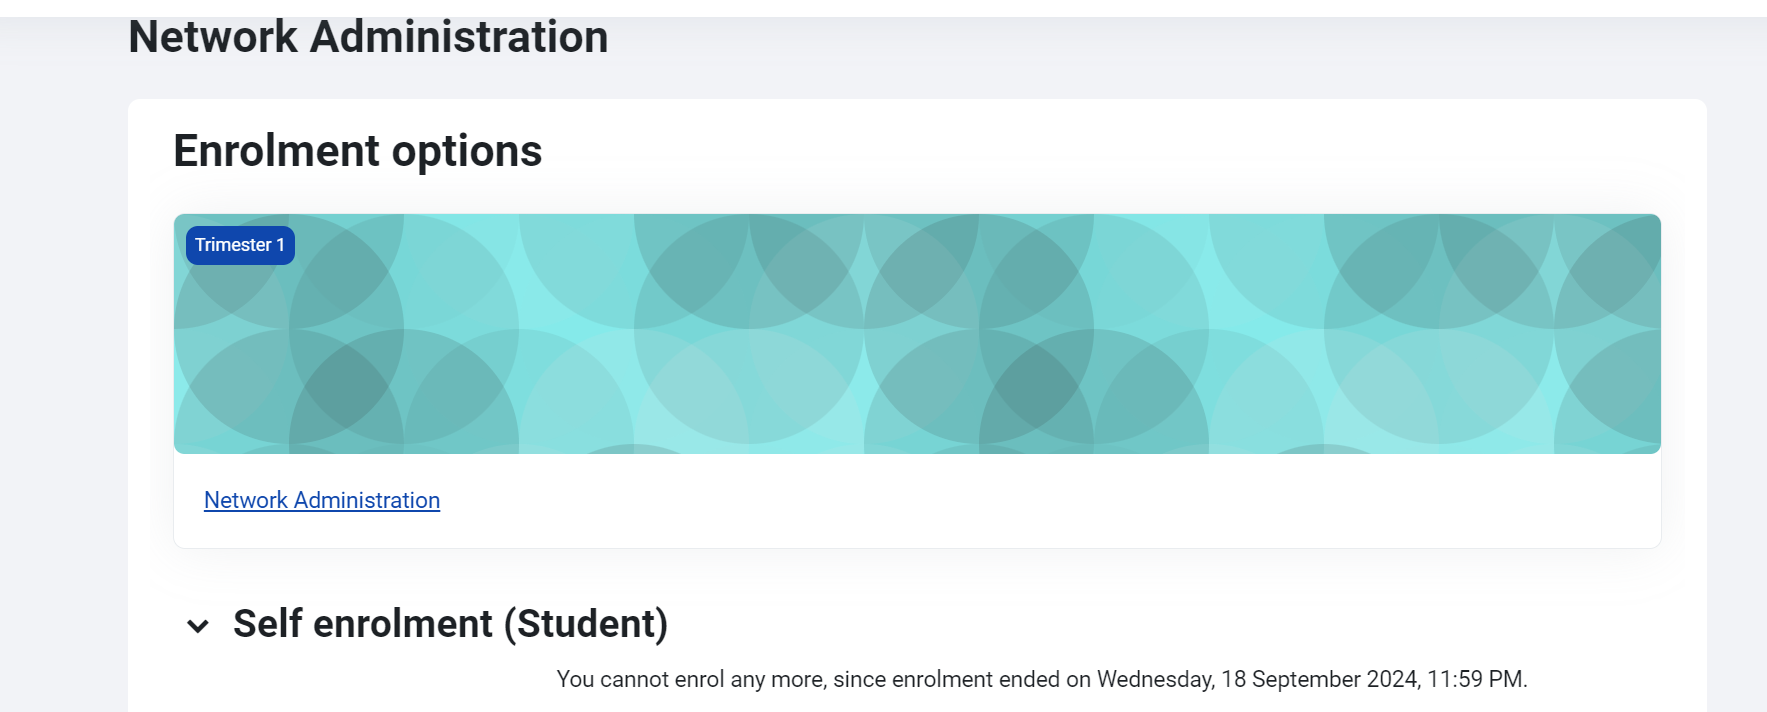 Network Administration
Enrolment options
Trimester 1
Network Administration
Self enrolment (Student)
You cannot enrol any more, since enrolment ended on Wednesday, 18 September 2024, 11:59 PM.